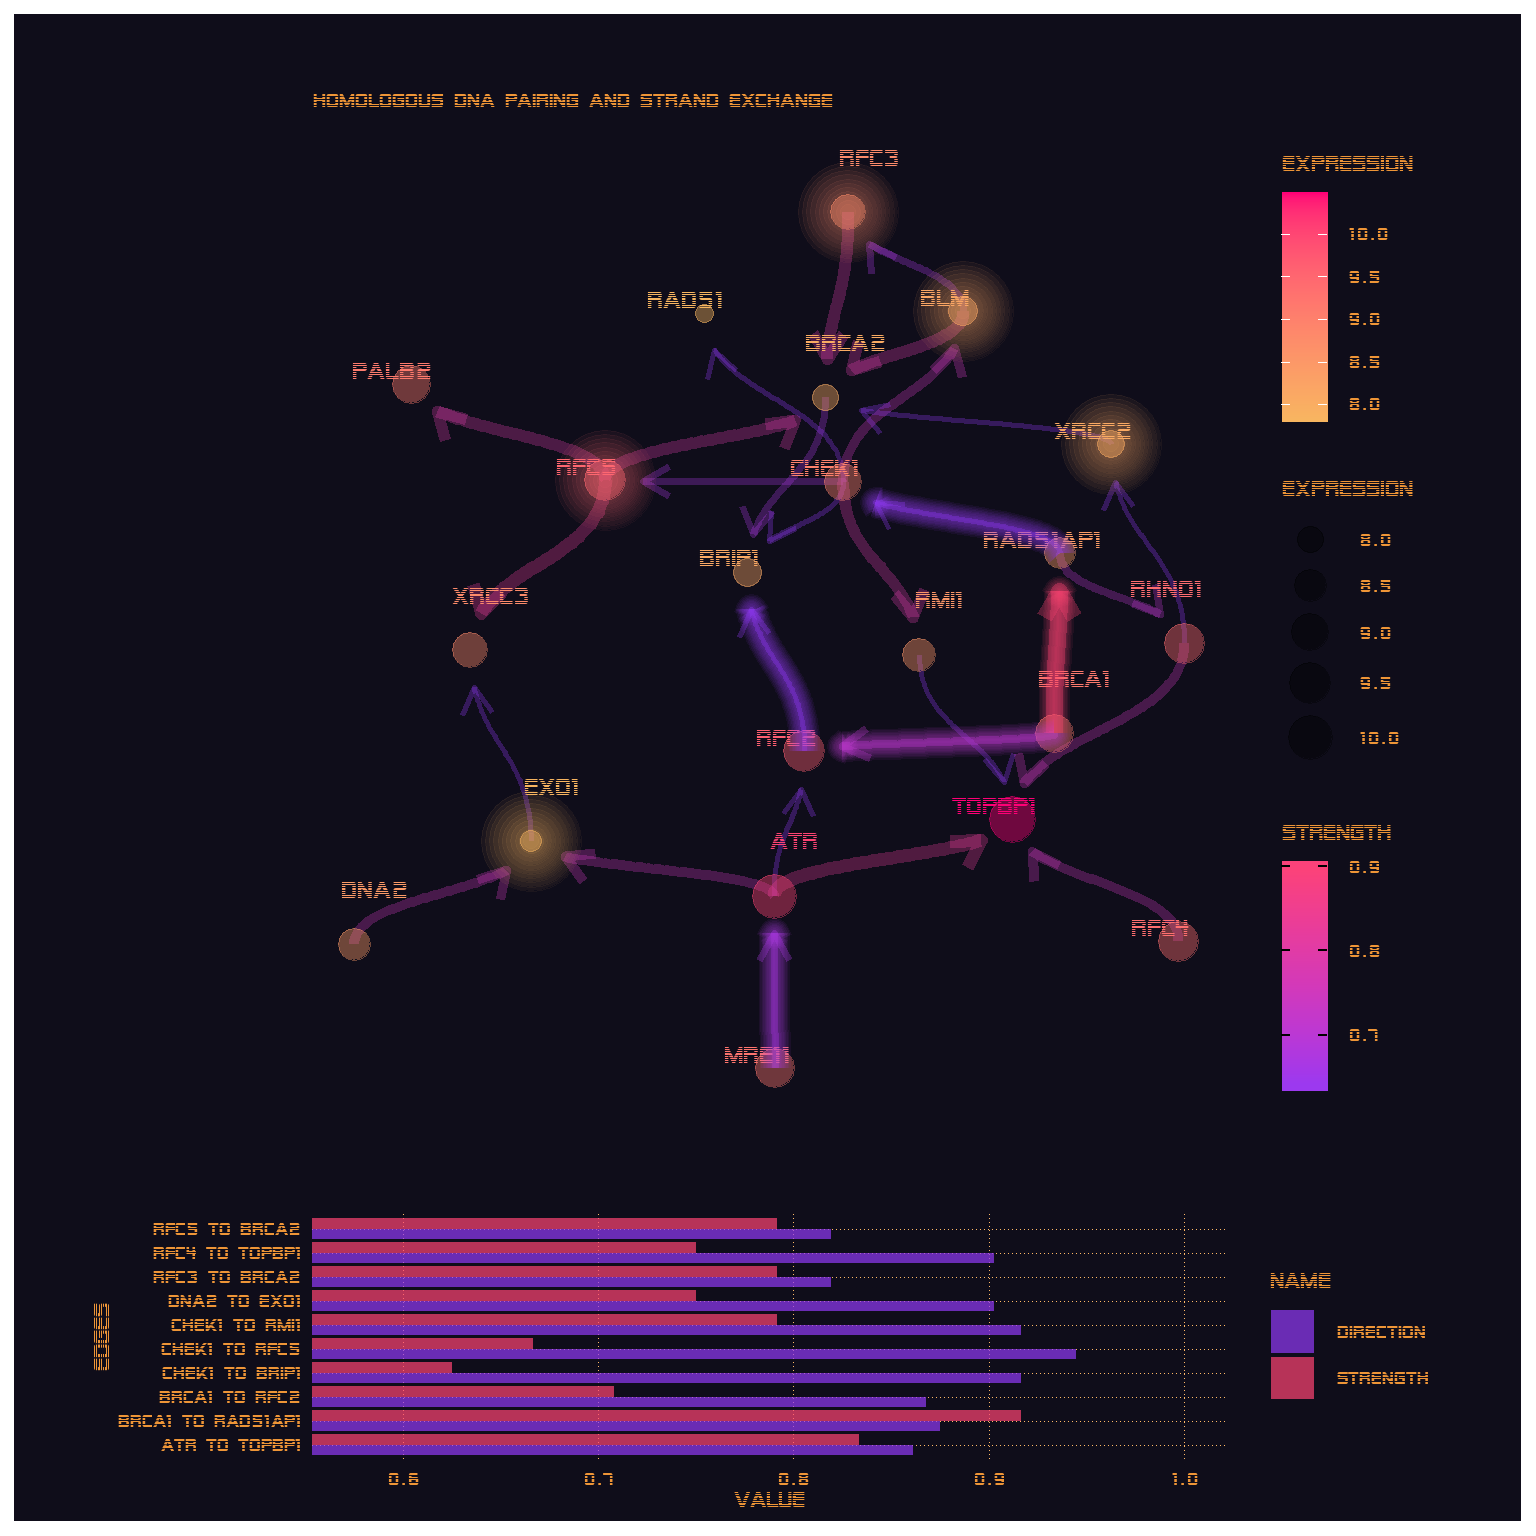 HOMOLOGOUS DNA PAIRING AND STRAND EXCHANGE
RFC3
RAD51
BLM
BRCA2
PALB2
XRCC2
RFC5
CHEK1
RAD51AP1
BRIP1
RHNO1
XRCC3
RMI1
BRCA1
RFC2
EXO1
TOPBP1
ATR
DNA2
RFC4
MRE11
EXPRESSION
10.0
9.5
9.0
8.5
8.0
EXPRESSION
8.0
8.5
9.0
9.5
10.0
STRENGTH
0.9
0.8
0.7
EDGES
RFC5 TO BRCA2
RFC4 TO TOPBP1
RFC3 TO BRCA2
DNA2 TO EXO1
CHEK1 TO RMI1
CHEK1 TO RFC5
CHEK1 TO BRIP1
BRCA1 TO RFC2
BRCA1 TO RAD51AP1
ATR TO TOPBP1
0.6 0.7 0.8 0.9 1.0
VALUE
NAME
DIRECTION
STRENGTH